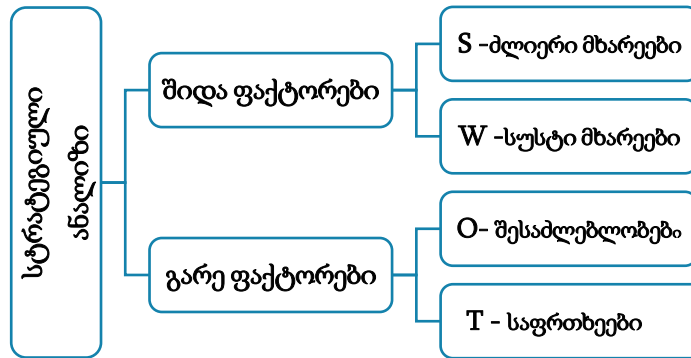 სტრატეგიული
ანალიზი
შიდა ფაქტორები
S -ძლიერი მხარეები
W -სუსტი მხარეები
გარე ფაქტორები
O- შესაძლებლობები
T - საფრთხეები